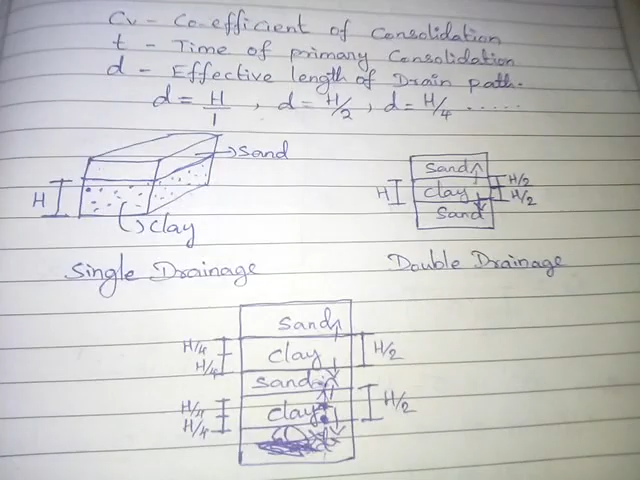 Cv - Co-efficient of Consolidation
t - Time of primary Consolidation
d - Effective length of Drain path.
d = H/1, d = H/2, d = H/4 .....
Sand
H
Clay
Single Drainage
Sand
H/2
H
Clay
H/2
Sand
Double Drainage
Sand
H/4
Clay
H/2
H/4
Sand
H/4
Clay
H/2
H/4